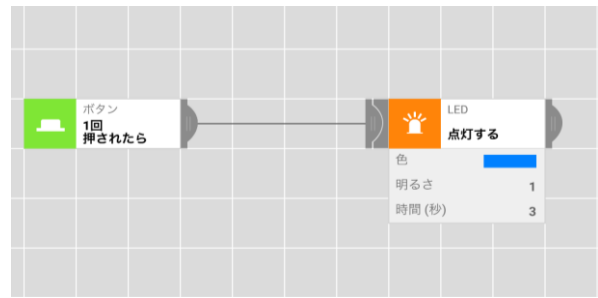 ボタン
1回
押されたら
LED
点灯する
色
明るさ 1
時間 (秒) 3